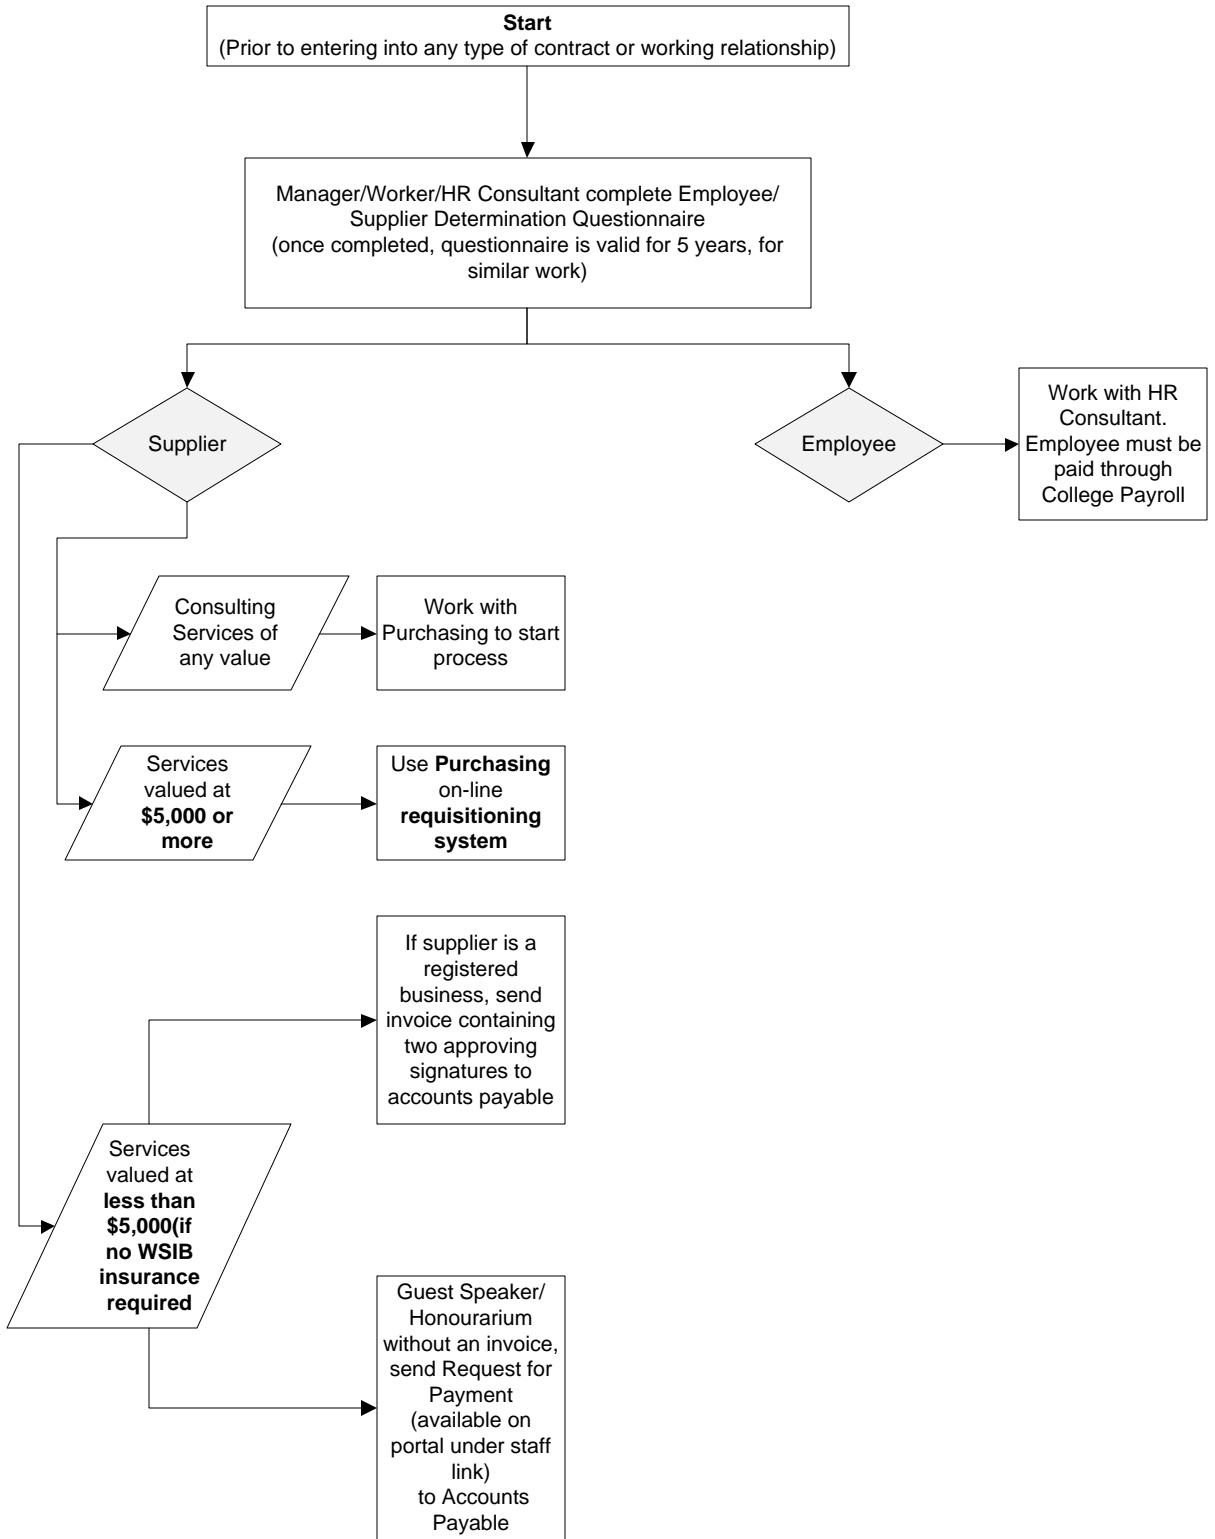 Start
(Prior to entering into any type of contract or working relationship)
Manager/Worker/HR Consultant complete Employee/
Supplier Determination Questionnaire
(once completed, questionnaire is valid for 5 years, for
similar work)
Supplier
Employee
Work with HR
Consultant.
Employee must be
paid through
College Payroll
Consulting
Services of
any value
Work with
Purchasing to start
process
Services
valued at
$5,000 or
more
Use Purchasing
on-line
requisitioning
system
If supplier is a
registered
business, send
invoice containing
two approving
signatures to
accounts payable
Services
valued at
less than
$5,000(if
no WSIB
insurance
required
Guest Speaker/
Honourarium
without an invoice,
send Request for
Payment
(available on
portal under staff
link)
to Accounts
Payable